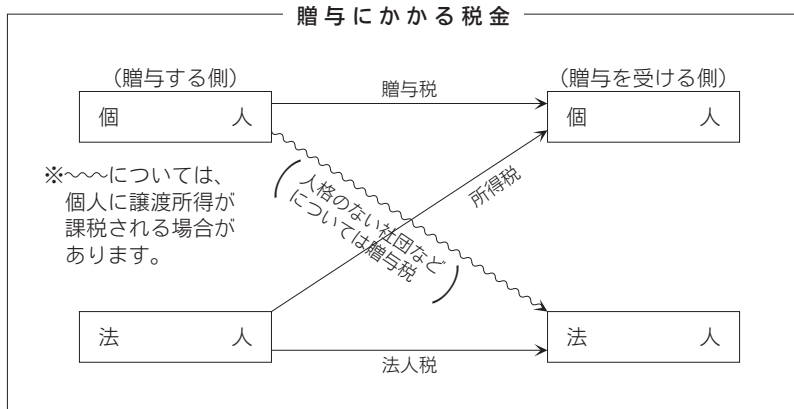 贈与にかかる税金
（贈与する側）
（贈与を受ける側）
個人
贈与税
個人
※〜〜〜については、
個人に譲渡所得が
課税される場合が
あります。
（人格のない社団など
については贈与税）
所得税
法人
法人税
法人